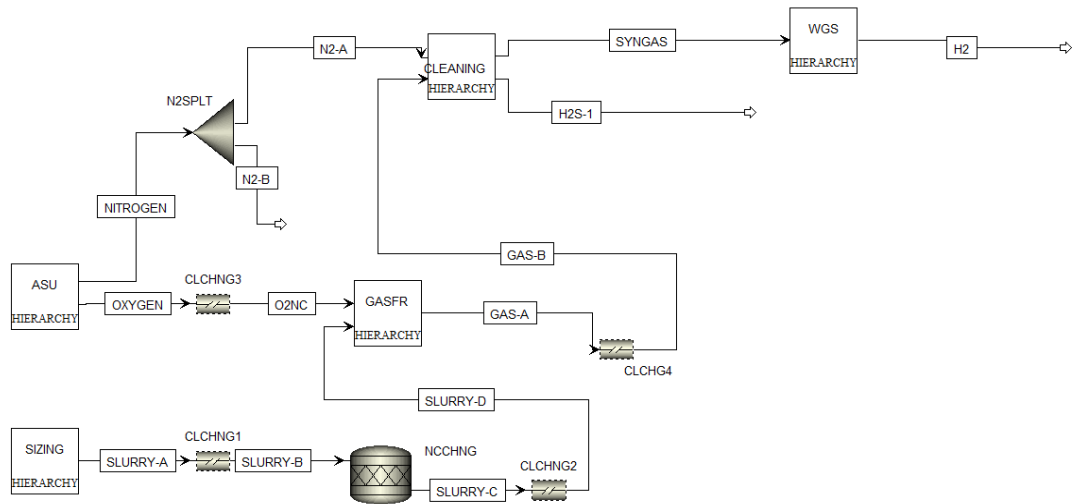 WGS
HIERARCHY
SYNGAS
H2
N2-A
CLEANING
HIERARCHY
H2S-1
N2SPLT
N2-B
NITROGEN
GAS-B
ASU
HIERARCHY
CLCHNG3
OXYGEN
O2NC
GASFR
HIERARCHY
GAS-A
CLCHG4
SLURRY-D
SIZING
HIERARCHY
CLCHNG1
SLURRY-A
SLURRY-B
NCCHNG
SLURRY-C
CLCHNG2